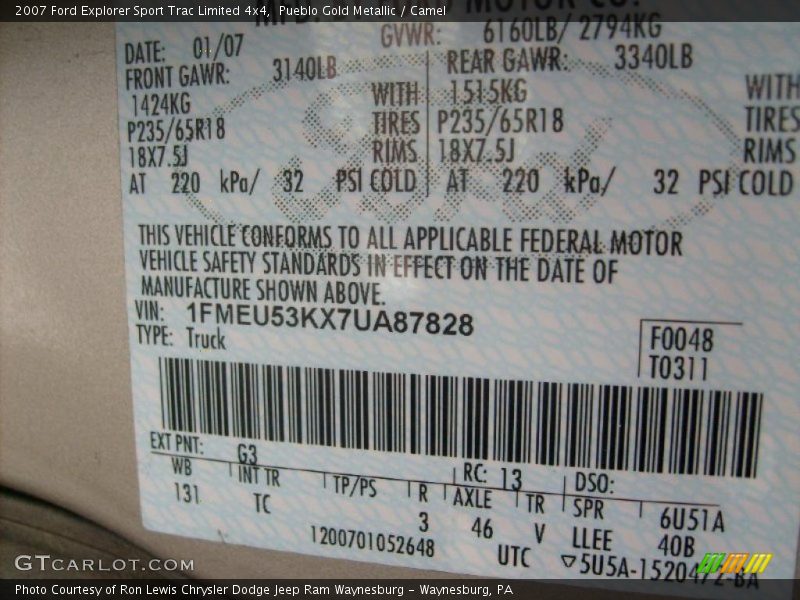 2007 Ford Explorer Sport Trac Limited 4x4, Pueblo Gold Metallic / Camel
MOTOR CO.
DATE: 01/07 GVWR: 6160LB/ 2794KG
FRONT GAWR: 3140LB REAR GAWR: 3340LB
1424KG WITH 1515KG WITH
P235/65R18 TIRES P235/65R18 TIRES
18X7.5J RIMS 18X7.5J RIMS
AT 220 kPa/ 32 PSI COLD AT 220 kPa/ 32 PSI COLD
THIS VEHICLE CONFORMS TO ALL APPLICABLE FEDERAL MOTOR
VEHICLE SAFETY STANDARDS IN EFFECT ON THE DATE OF
MANUFACTURE SHOWN ABOVE.
VIN: 1FMEU53KX7UA87828
TYPE: Truck
F0048
T0311
EXT PNT: G3 RC: 13 DSO:
WB INT TR TP/PS R AXLE TR SPR 6U51A
131 TC 3 46 V LLEE 40B
1200701052648 UTC ▽5U5A-1520472-BA
GTCARLOT.COM
Photo Courtesy of Ron Lewis Chrysler Dodge Jeep Ram Waynesburg - Waynesburg, PA